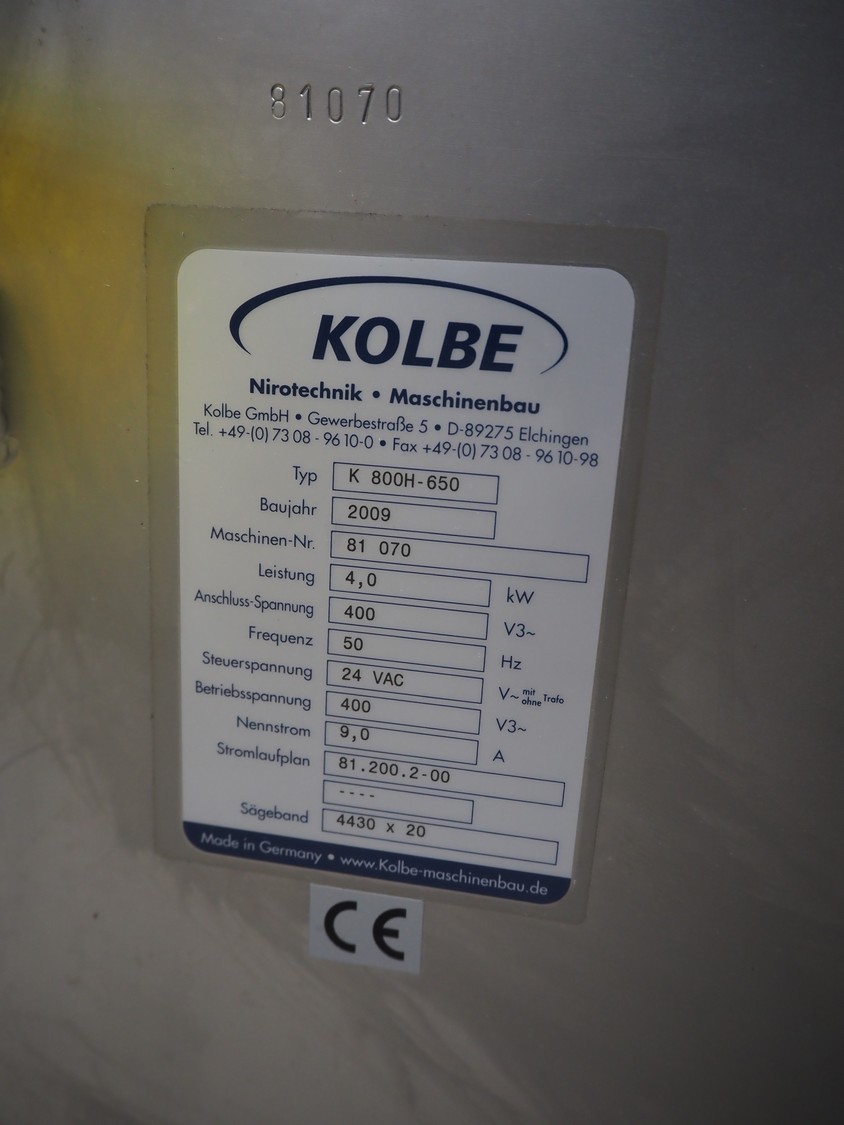 81070
KOLBE
Nirotechnik • Maschinenbau
Kolbe GmbH • Gewerbestraße 5 • D-89275 Elchingen
Tel. +49-(0) 73 08 - 96 10-0 • Fax +49-(0) 73 08 - 96 10-98
Typ K 800H-650
Baujahr 2009
Maschinen-Nr. 81 070
Leistung 4,0 kW
Anschluss-Spannung 400 V3~
Frequenz 50 Hz
Steuerspannung 24 VAC V~ mit ohne Trafo
Betriebsspannung 400 V3~
Nennstrom 9,0 A
Stromlaufplan 81.200.2-00
----
Sägeband 4430 x 20
Made in Germany • www.Kolbe-maschinenbau.de
CE